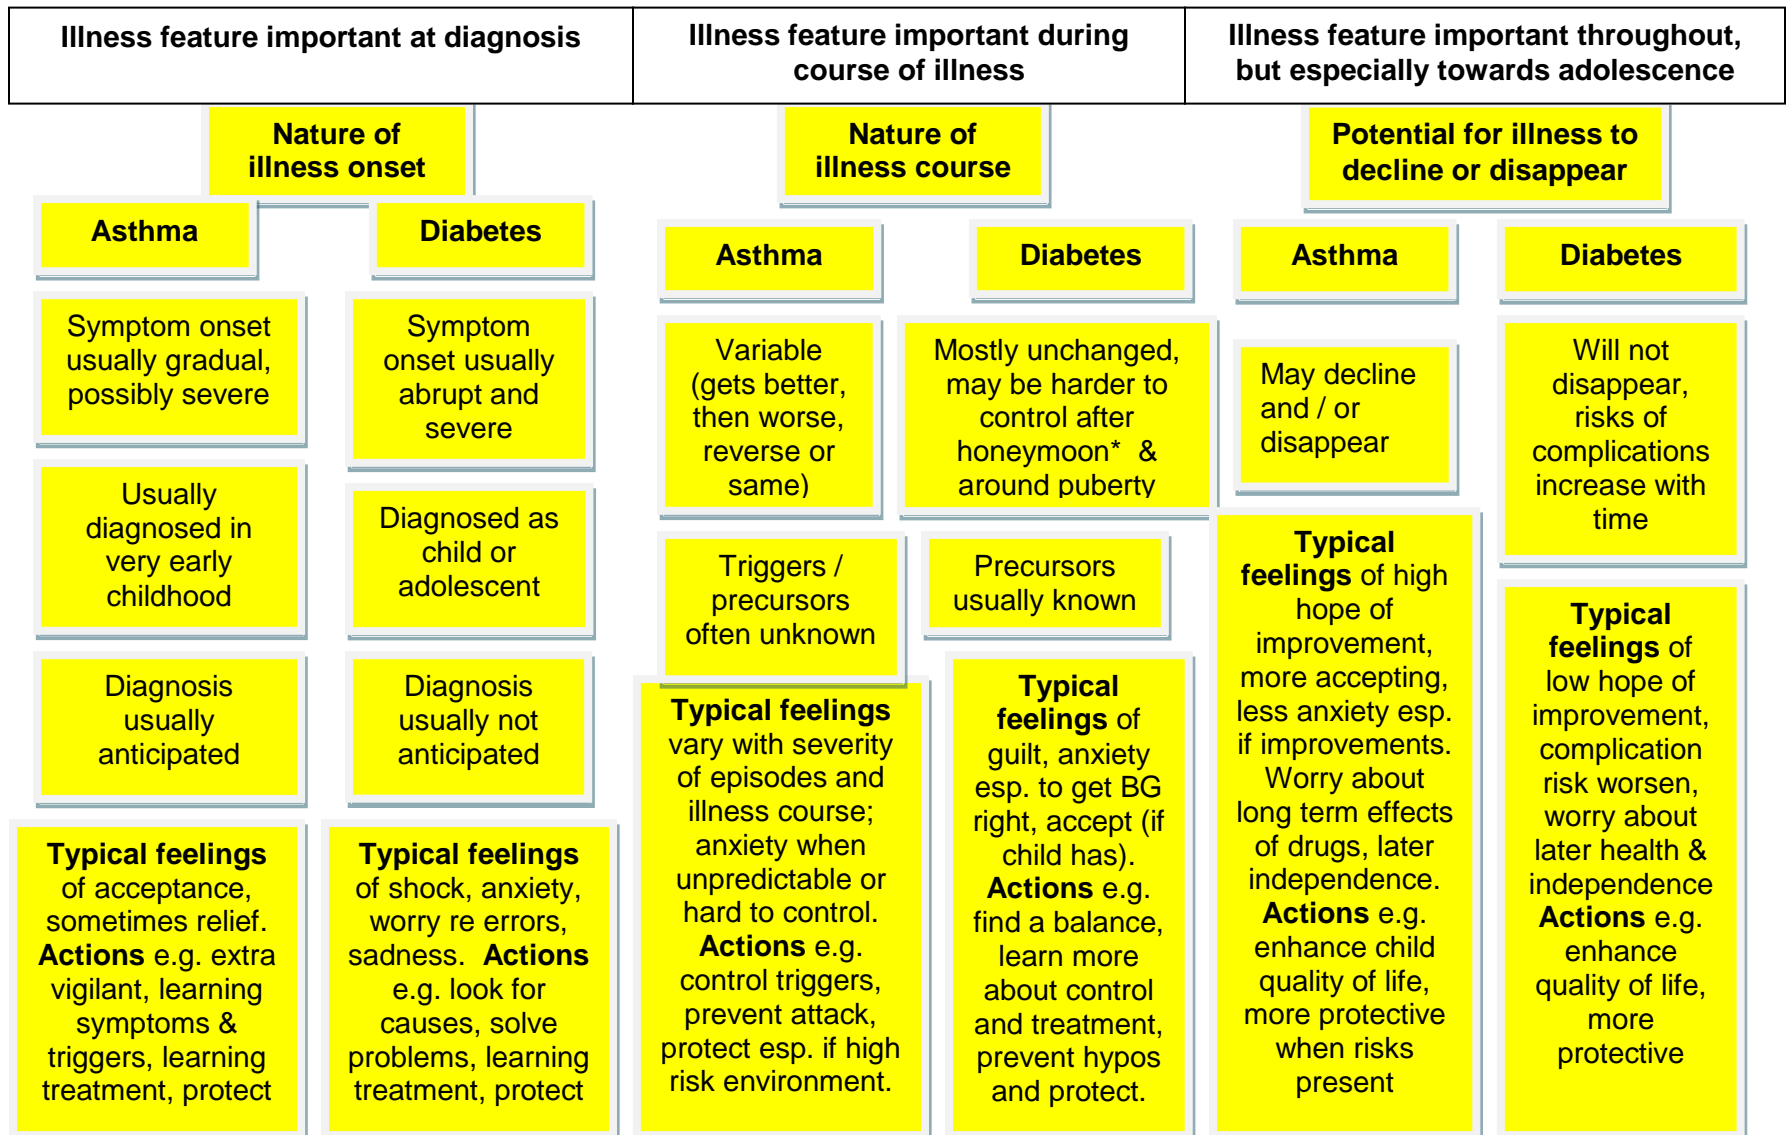 Illness feature important at diagnosis
Illness feature important during
course of illness
Illness feature important throughout,
but especially towards adolescence
Nature of
illness onset
Asthma
Symptom onset
usually gradual,
possibly severe
Usually
diagnosed in
very early
childhood
Diagnosis
usually
anticipated
Typical feelings
of acceptance,
sometimes relief.
Actions e.g. extra
vigilant, learning
symptoms &
triggers, learning
treatment, protect
Diabetes
Symptom
onset usually
abrupt and
severe
Diagnosed as
child or
adolescent
Diagnosis
usually not
anticipated
Typical feelings
of shock, anxiety,
worry re errors,
sadness.  Actions
e.g. look for
causes, solve
problems, learning
treatment, protect
Nature of
illness course
Asthma
Variable
(gets better,
then worse,
reverse or
same)
Triggers /
precursors
often unknown
Typical feelings
vary with severity
of episodes and
illness course;
anxiety when
unpredictable or
hard to control.
Actions e.g.
control triggers,
prevent attack,
protect esp. if high
risk environment.
Diabetes
Mostly unchanged,
may be harder to
control after
honeymoon*  &
around puberty
Precursors
usually known
Typical
feelings of
guilt, anxiety
esp. to get BG
right, accept (if
child has).
Actions e.g.
find a balance,
learn more
about control
and treatment,
prevent hypos
and protect.
Potential for illness to
decline or disappear
Asthma
May decline
and / or
disappear
Typical
feelings of high
hope of
improvement,
more accepting,
less anxiety esp.
if improvements.
Worry about
long term effects
of drugs, later
independence.
Actions e.g.
enhance child
quality of life,
more protective
when risks
present
Diabetes
Will not
disappear,
risks of
complications
increase with
time
Typical
feelings of
low hope of
improvement,
complication
risk worsen,
worry about
later health &
independence
Actions e.g.
enhance
quality of life,
more
protective